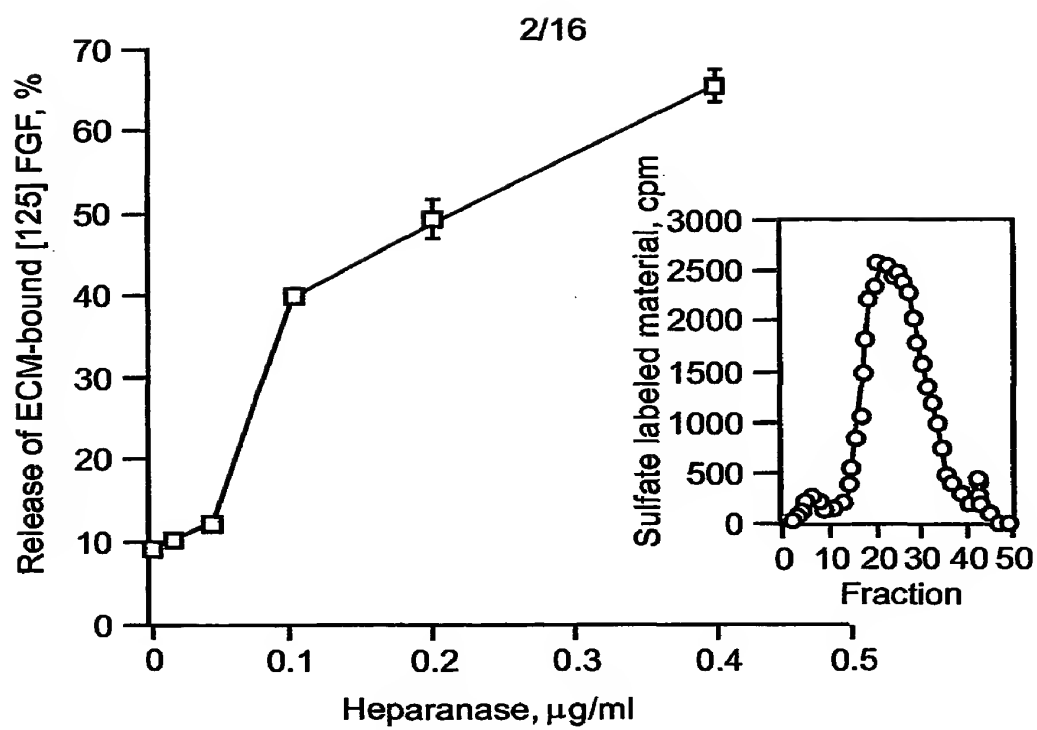 2/16
Release of ECM-bound [125] FGF, %
70
60
50
40
30
20
10
0
0 0.1 0.2 0.3 0.4 0.5
Heparanase, μg/ml
Sulfate labeled material, cpm
3000
2500
2000
1500
1000
500
0
0 10 20 30 40 50
Fraction